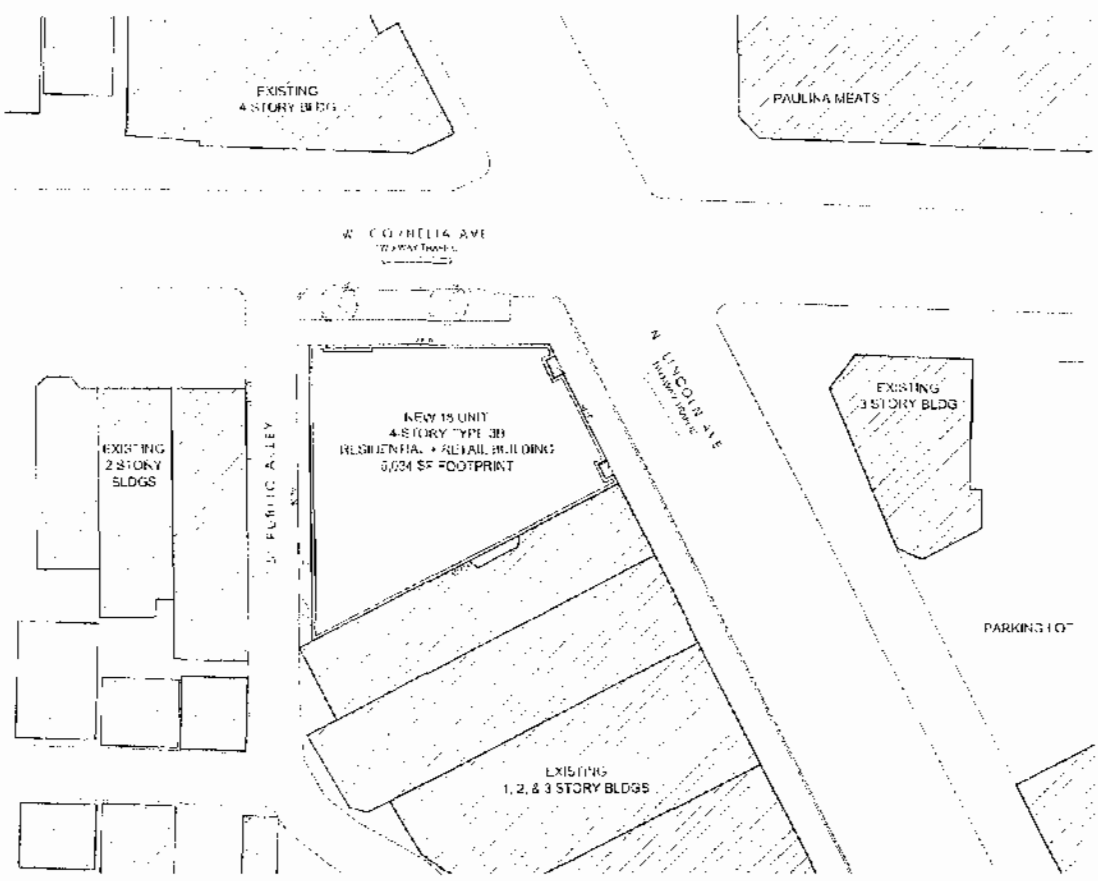 EXISTING
4 STORY BLDG
PAULINA MEATS
W. CORNELIA AVE
N LINCOLN AVE
EXISTING
3 STORY BLDG
NEW 18 UNIT
4-STORY TYPE 3B
RESIDENTIAL + RETAIL BUILDING
SF FOOTPRINT
EXISTING
2 STORY
BLDGS
PUBLIC ALLEY
PARKING LOT
EXISTING
1, 2, & 3 STORY BLDGS